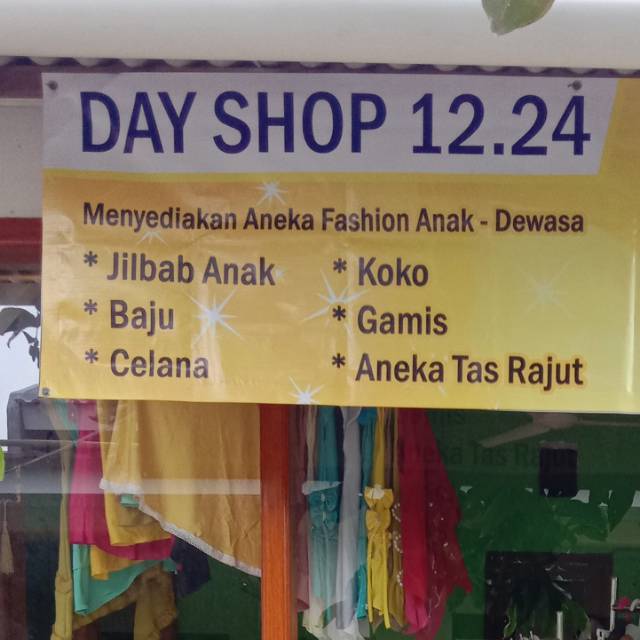 DAY SHOP 12.24
Menyediakan Aneka Fashion Anak - Dewasa
* Jilbab Anak
* Baju
* Celana
* Koko
* Gamis
* Aneka Tas Rajut